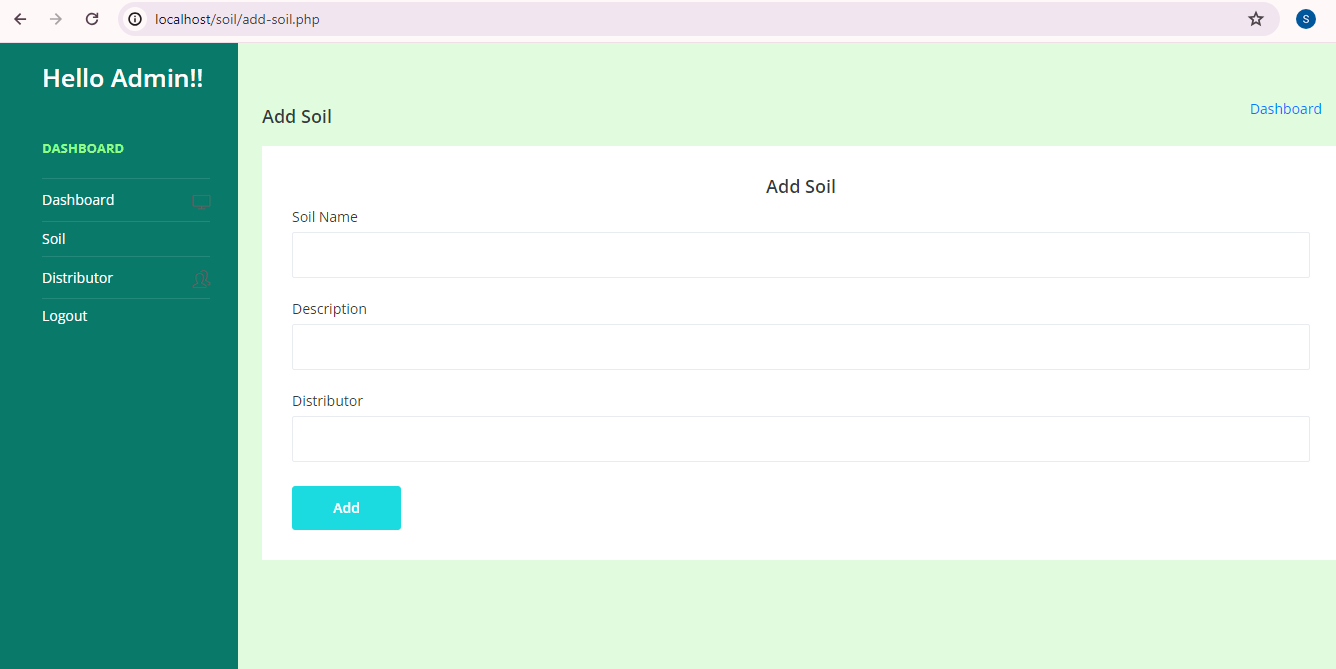 localhost/soil/add-soil.php
S
Hello Admin!!
DASHBOARD
Dashboard
Soil
Distributor
Logout
Add Soil
Dashboard
Add Soil
Soil Name
Description
Distributor
Add